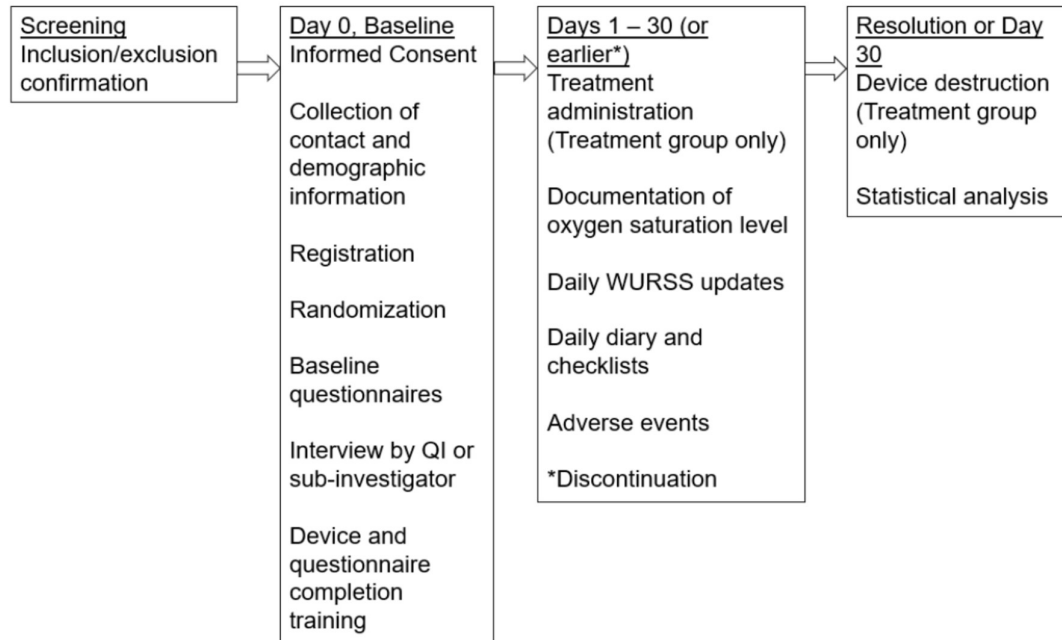 Screening
Inclusion/exclusion
confirmation
Day 0, Baseline
Informed Consent
Collection of
contact and
demographic
information
Registration
Randomization
Baseline
questionnaires
Interview by QI or
sub-investigator
Device and
questionnaire
completion
training
Days 1 – 30 (or
earlier*)
Treatment
administration
(Treatment group only)
Documentation of
oxygen saturation level
Daily WURSS updates
Daily diary and
checklists
Adverse events
*Discontinuation
Resolution or Day
30
Device destruction
(Treatment group
only)
Statistical analysis